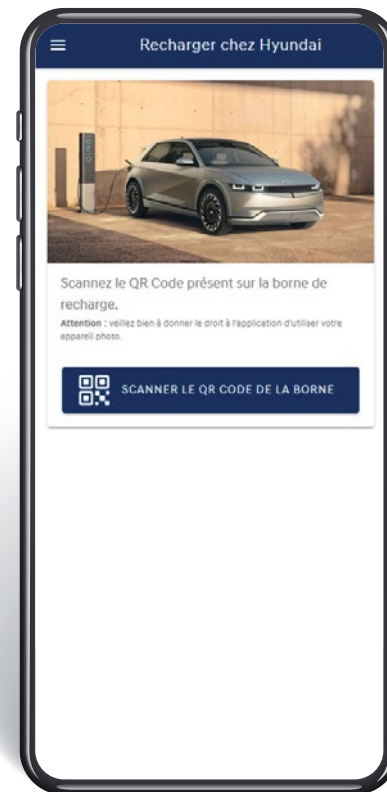 Recharger chez Hyundai
IONIQ
Scannez le QR Code présent sur la borne de
recharge.
Attention : veillez bien à donner le droit à l'application d'utiliser votre
appareil photo.
SCANNER LE QR CODE DE LA BORNE